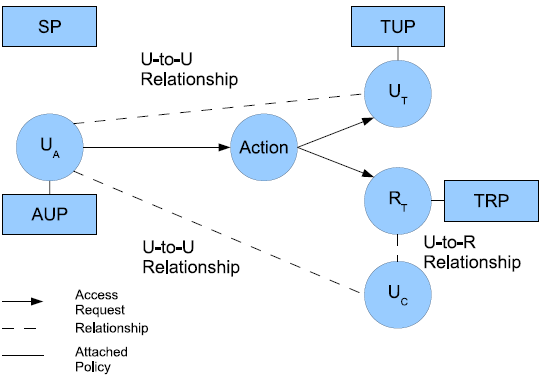 SP
TUP
U-to-U
Relationship
U_T
U_A
Action
AUP
R_T
TRP
U-to-U
Relationship
U-to-R
Relationship
U_C
Access
Request
Relationship
Attached
Policy